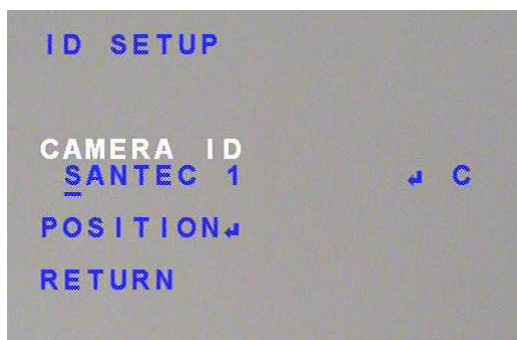 ID SETUP
CAMERA ID
SANTEC 1 ↵ C
POSITION↵
RETURN